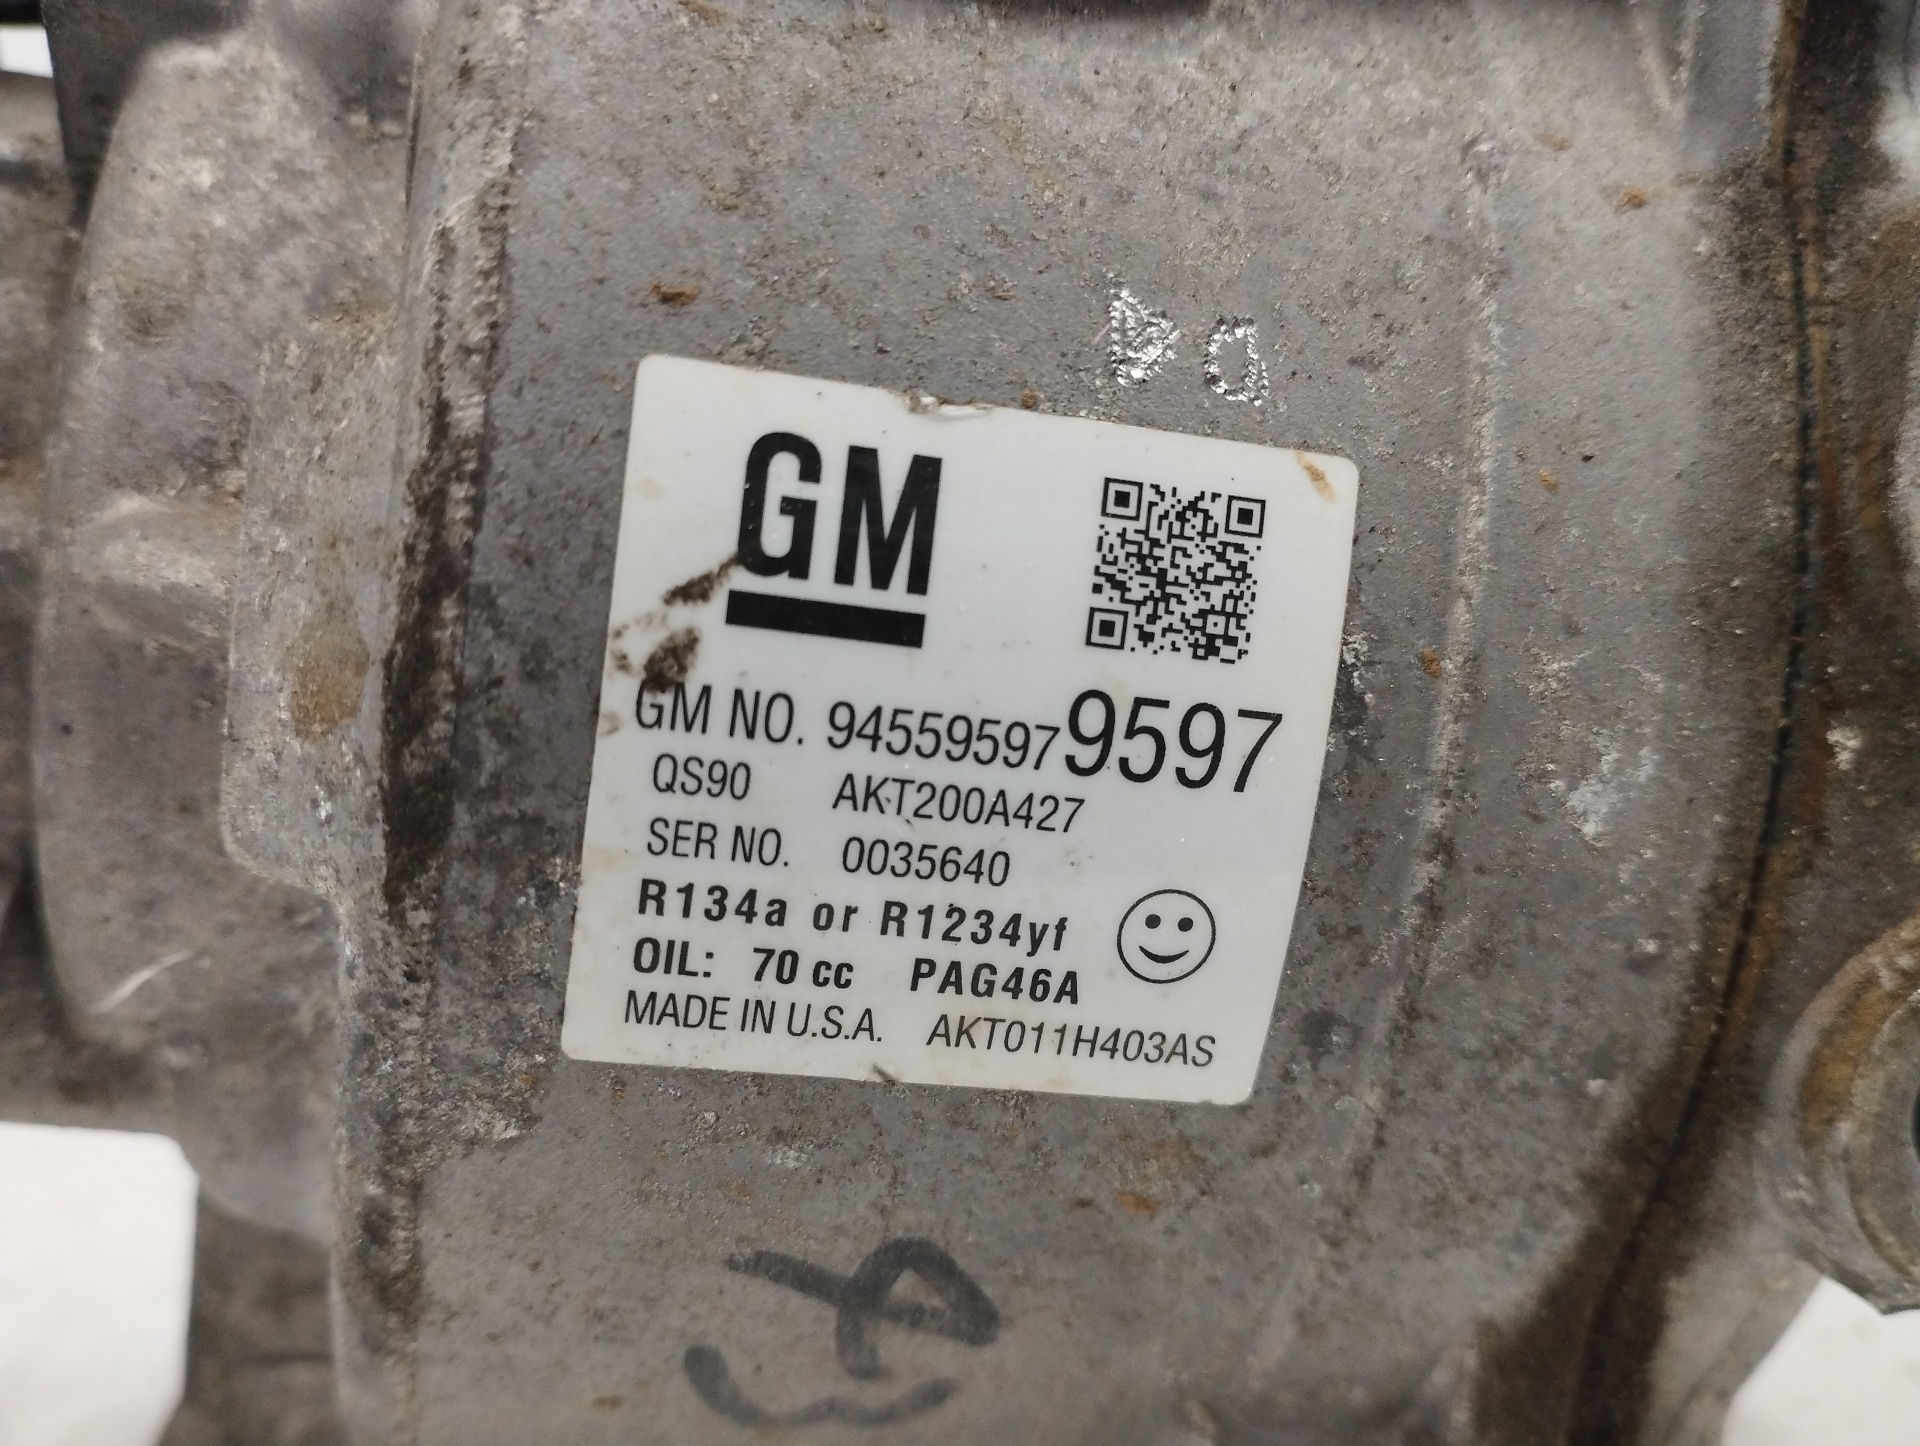 GM
GM NO. 94559597 9597
QS90 AKT200A427
SER NO. 0035640
R134a or R1234yf
OIL: 70 cc PAG46A
MADE IN U.S.A. AKT011H403AS